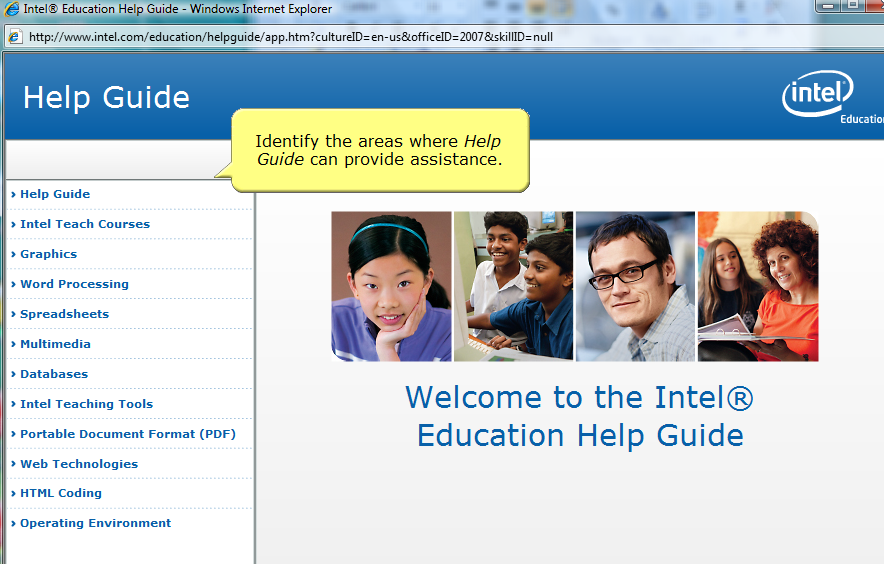 Intel® Education Help Guide - Windows Internet Explorer
http://www.intel.com/education/helpguide/app.htm?cultureID=en-us&officeID=2007&skillID=null
Help Guide
intel®
Education
Identify the areas where Help
Guide can provide assistance.
› Help Guide
› Intel Teach Courses
› Graphics
› Word Processing
› Spreadsheets
› Multimedia
› Databases
› Intel Teaching Tools
› Portable Document Format (PDF)
› Web Technologies
› HTML Coding
› Operating Environment
Welcome to the Intel®
Education Help Guide